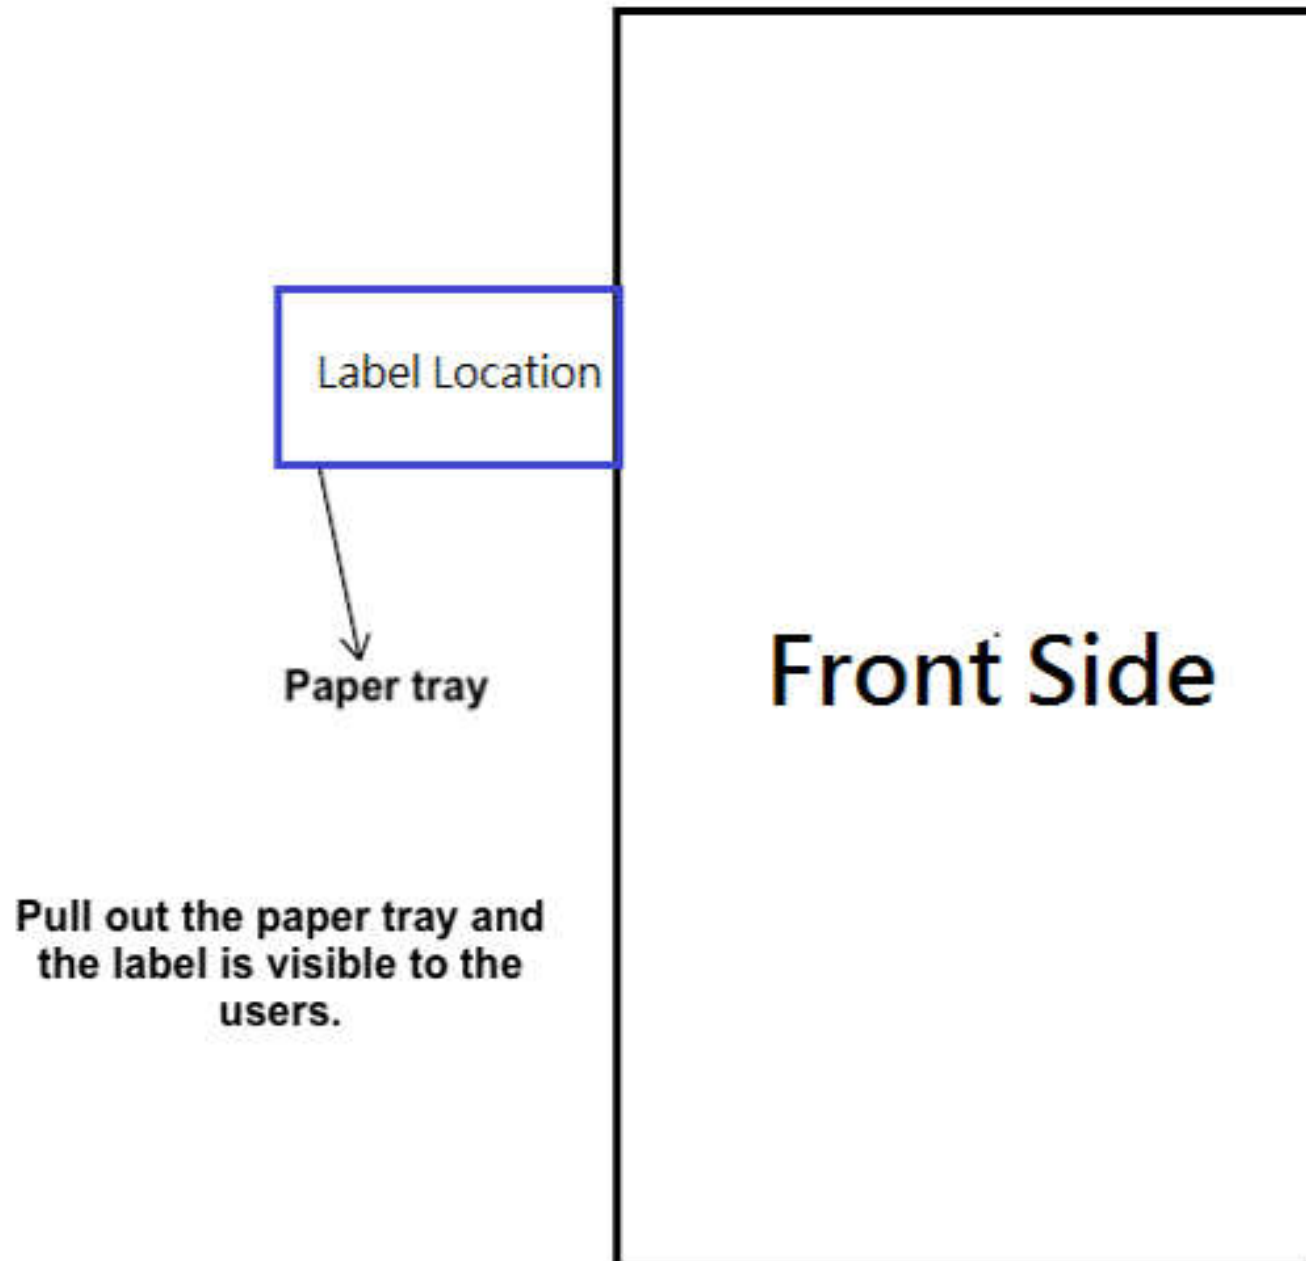 Label Location
Paper tray
Front Side
Pull out the paper tray and
the label is visible to the
users.